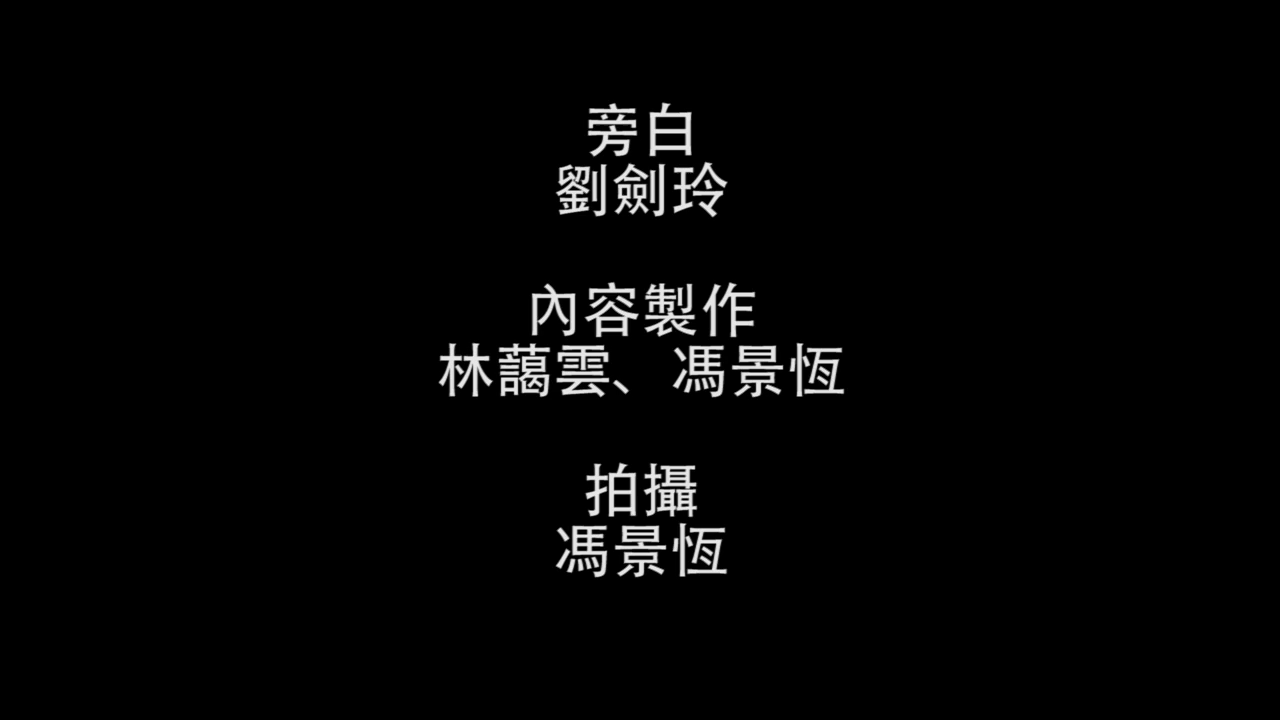 旁白
劉劍玲
內容製作
林藹雲、馮景恆
拍攝
馮景恆